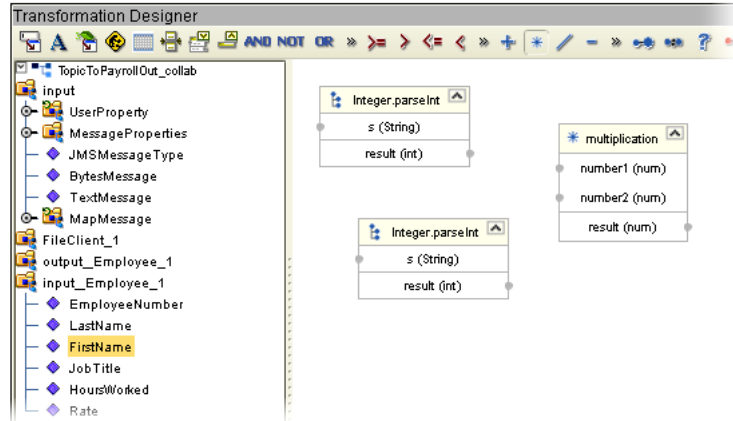 Transformation Designer
A AND NOT OR » >= > <= < » + * / - » ?
TopicToPayrollOut_collab
input
UserProperty
MessageProperties
JMSMessageType
BytesMessage
TextMessage
MapMessage
FileClient_1
output_Employee_1
input_Employee_1
EmployeeNumber
LastName
FirstName
JobTitle
HoursWorked
Rate
Integer.parseInt
s (String)
result (int)
Integer.parseInt
s (String)
result (int)
* multiplication
number1 (num)
number2 (num)
result (num)